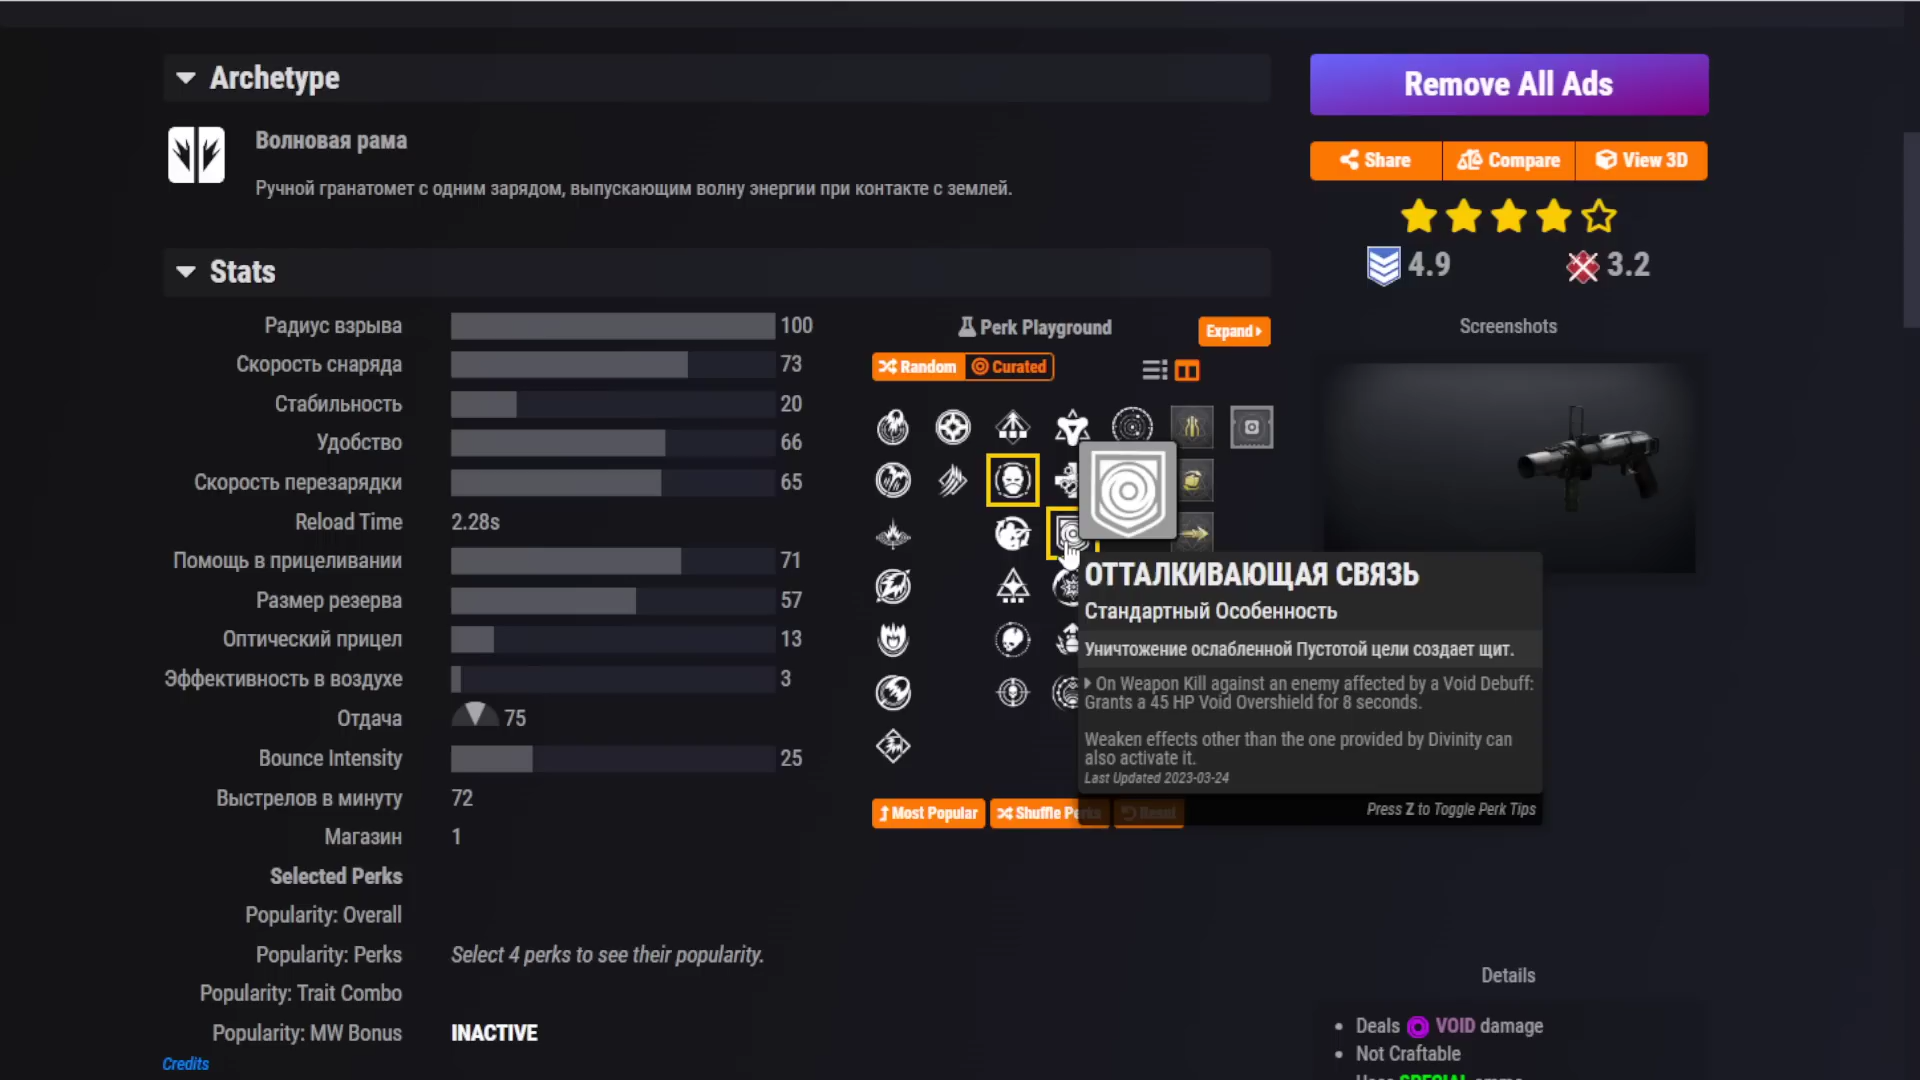 Archetype
Волновая рама
Ручной гранатомет с одним зарядом, выпускающим волну энергии при контакте с землей.
Stats
Радиус взрыва 100
Скорость снаряда 73
Стабильность 20
Удобство 66
Скорость перезарядки 65
Reload Time 2.28s
Помощь в прицеливании 71
Размер резерва 57
Оптический прицел 13
Эффективность в воздухе 3
Отдача 75
Bounce Intensity 25
Выстрелов в минуту 72
Магазин 1
Selected Perks
Popularity: Overall
Popularity: Perks Select 4 perks to see their popularity.
Popularity: Trait Combo
Popularity: MW Bonus INACTIVE
Credits
Perk Playground Expand
Random Curated
ОТТАЛКИВАЮЩАЯ СВЯЗЬ
Стандартный Особенность
Уничтожение ослабленной Пустотой цели создает щит.
On Weapon Kill against an enemy affected by a Void Debuff:
Grants a 45 HP Void Overshield for 8 seconds.
Weaken effects other than the one provided by Divinity can
also activate it.
Last Updated 2023-03-24
Press Z to Toggle Perk Tips
Most Popular Shuffle Perks Reset
Remove All Ads
Share Compare View 3D
4.9 3.2
Screenshots
Details
Deals VOID damage
Not Craftable